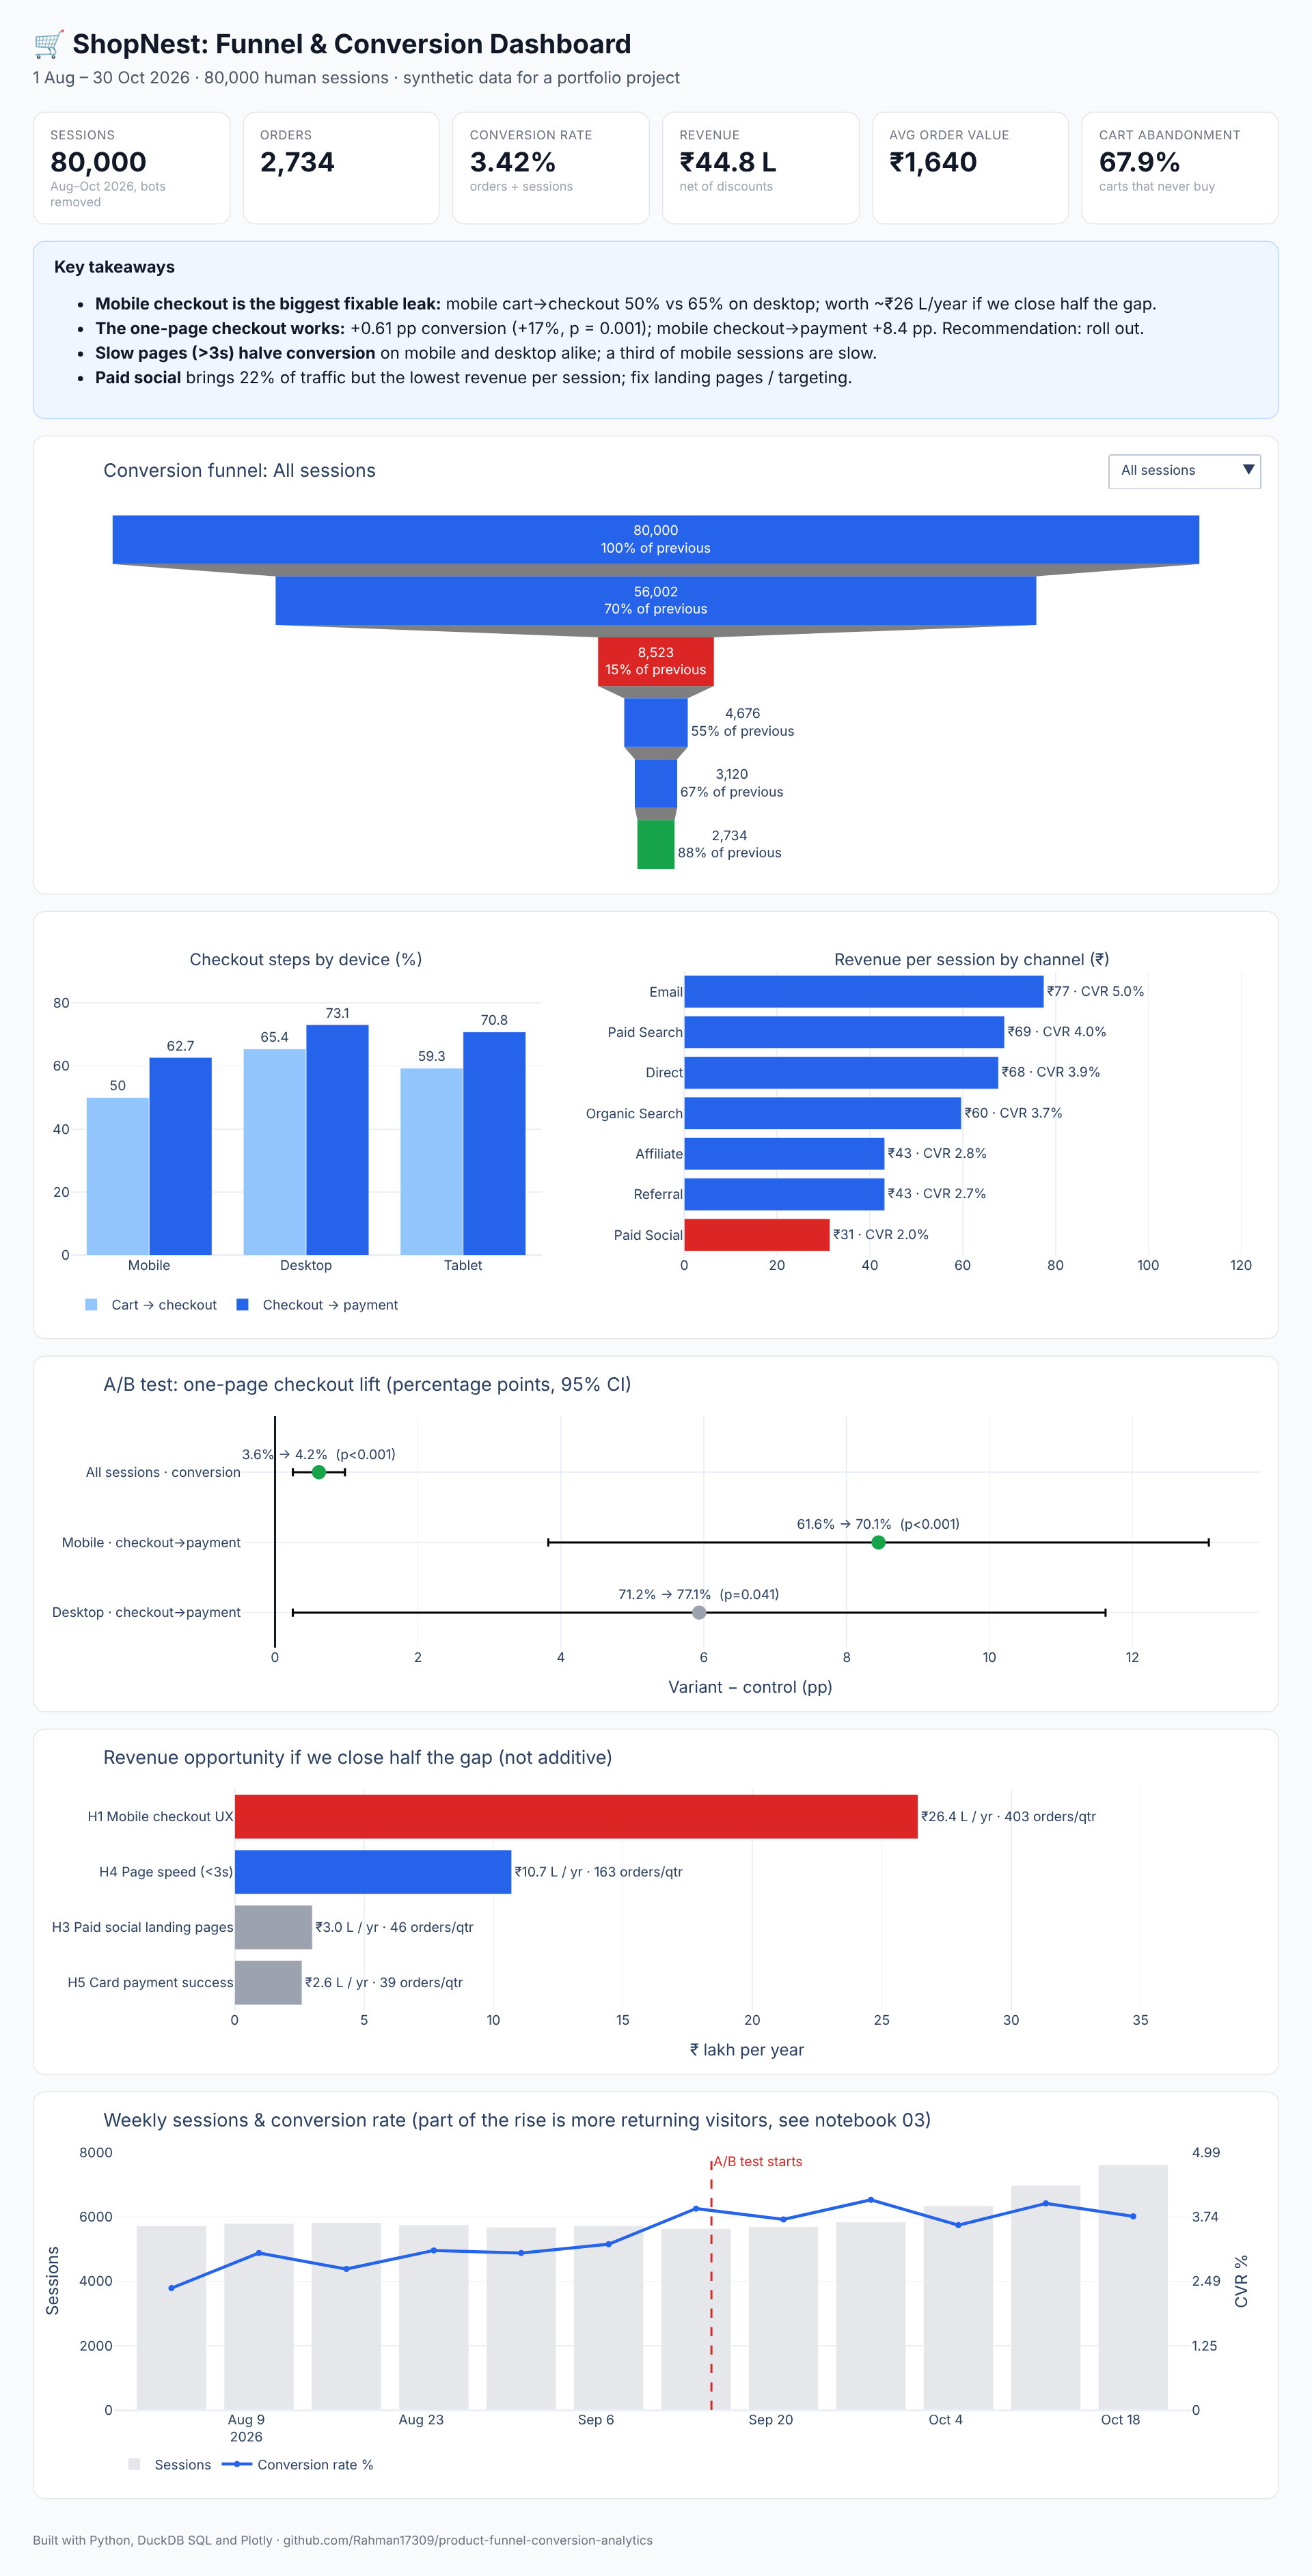 🛒 ShopNest: Funnel & Conversion Dashboard
1 Aug – 30 Oct 2026 · 80,000 human sessions · synthetic data for a portfolio project
SESSIONS
80,000
Aug–Oct 2026, bots
removed
ORDERS
2,734
CONVERSION RATE
3.42%
orders ÷ sessions
REVENUE
₹44.8 L
net of discounts
AVG ORDER VALUE
₹1,640
CART ABANDONMENT
67.9%
carts that never buy
Key takeaways
• Mobile checkout is the biggest fixable leak: mobile cart→checkout 50% vs 65% on desktop; worth ~₹26 L/year if we close half the gap.
• The one-page checkout works: +0.61 pp conversion (+17%, p = 0.001); mobile checkout→payment +8.4 pp. Recommendation: roll out.
• Slow pages (>3s) halve conversion on mobile and desktop alike; a third of mobile sessions are slow.
• Paid social brings 22% of traffic but the lowest revenue per session; fix landing pages / targeting.
Conversion funnel: All sessions
All sessions ▼
80,000
100% of previous
56,002
70% of previous
8,523
15% of previous
4,676
55% of previous
3,120
67% of previous
2,734
88% of previous
Checkout steps by device (%)
80
60
40
20
0
50
62.7
65.4
73.1
59.3
70.8
Mobile
Desktop
Tablet
Cart → checkout
Checkout → payment
Revenue per session by channel (₹)
Email ₹77 · CVR 5.0%
Paid Search ₹69 · CVR 4.0%
Direct ₹68 · CVR 3.9%
Organic Search ₹60 · CVR 3.7%
Affiliate ₹43 · CVR 2.8%
Referral ₹43 · CVR 2.7%
Paid Social ₹31 · CVR 2.0%
0 20 40 60 80 100 120
A/B test: one-page checkout lift (percentage points, 95% CI)
3.6% → 4.2% (p<0.001)
All sessions · conversion
61.6% → 70.1% (p<0.001)
Mobile · checkout→payment
71.2% → 77.1% (p=0.041)
Desktop · checkout→payment
0 2 4 6 8 10 12
Variant − control (pp)
Revenue opportunity if we close half the gap (not additive)
H1 Mobile checkout UX ₹26.4 L / yr · 403 orders/qtr
H4 Page speed (<3s) ₹10.7 L / yr · 163 orders/qtr
H3 Paid social landing pages ₹3.0 L / yr · 46 orders/qtr
H5 Card payment success ₹2.6 L / yr · 39 orders/qtr
0 5 10 15 20 25 30 35
₹ lakh per year
Weekly sessions & conversion rate (part of the rise is more returning visitors, see notebook 03)
8000
6000
4000
2000
0
Sessions
A/B test starts
4.99
3.74
2.49
1.25
0
CVR %
Aug 9
2026
Aug 23
Sep 6
Sep 20
Oct 4
Oct 18
Sessions
Conversion rate %
Built with Python, DuckDB SQL and Plotly · github.com/Rahman17309/product-funnel-conversion-analytics